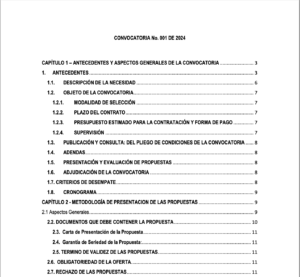 CONVOCATORIA No. 001 DE 2024
CAPÍTULO 1 – ANTECEDENTES Y ASPECTOS GENERALES DE LA CONVOCATORIA 3
1. ANTECEDENTES 3
1.1. DESCRIPCIÓN DE LA NECESIDAD 6
1.2. OBJETO DE LA CONVOCATORIA 7
1.2.1. MODALIDAD DE SELECCIÓN 7
1.2.2. PLAZO DEL CONTRATO 7
1.2.3. PRESUPUESTO ESTIMADO PARA LA CONTRATACIÓN Y FORMA DE PAGO 7
1.2.4. SUPERVISIÓN 7
1.3. PUBLICACIÓN Y CONSULTA: DEL PLIEGO DE CONDICIONES DE LA CONVOCATORIA 8
1.4. ADENDAS 8
1.5. PRESENTACIÓN Y EVALUACIÓN DE PROPUESTAS 8
1.6. ADJUDICACIÓN DE LA CONVOCATORIA 8
1.7. CRITERIOS DE DESEMPATE 8
1.8. CRONOGRAMA 9
CAPÍTULO 2 - METODOLOGÍA DE PRESENTACIÓN DE LAS PROPUESTAS 9
2.1 Aspectos Generales 9
2.2. DOCUMENTOS QUE DEBE CONTENER LA PROPUESTA 10
2.3. Carta de Presentación de la Propuesta 11
2.4. Garantía de Seriedad de la Propuesta: 11
2.5. TERMINO DE VALIDEZ DE LAS PROPUESTAS 11
2.6. OBLIGATORIEDAD DE LA OFERTA 11
2.7. RECHAZO DE LAS PROPUESTAS 11